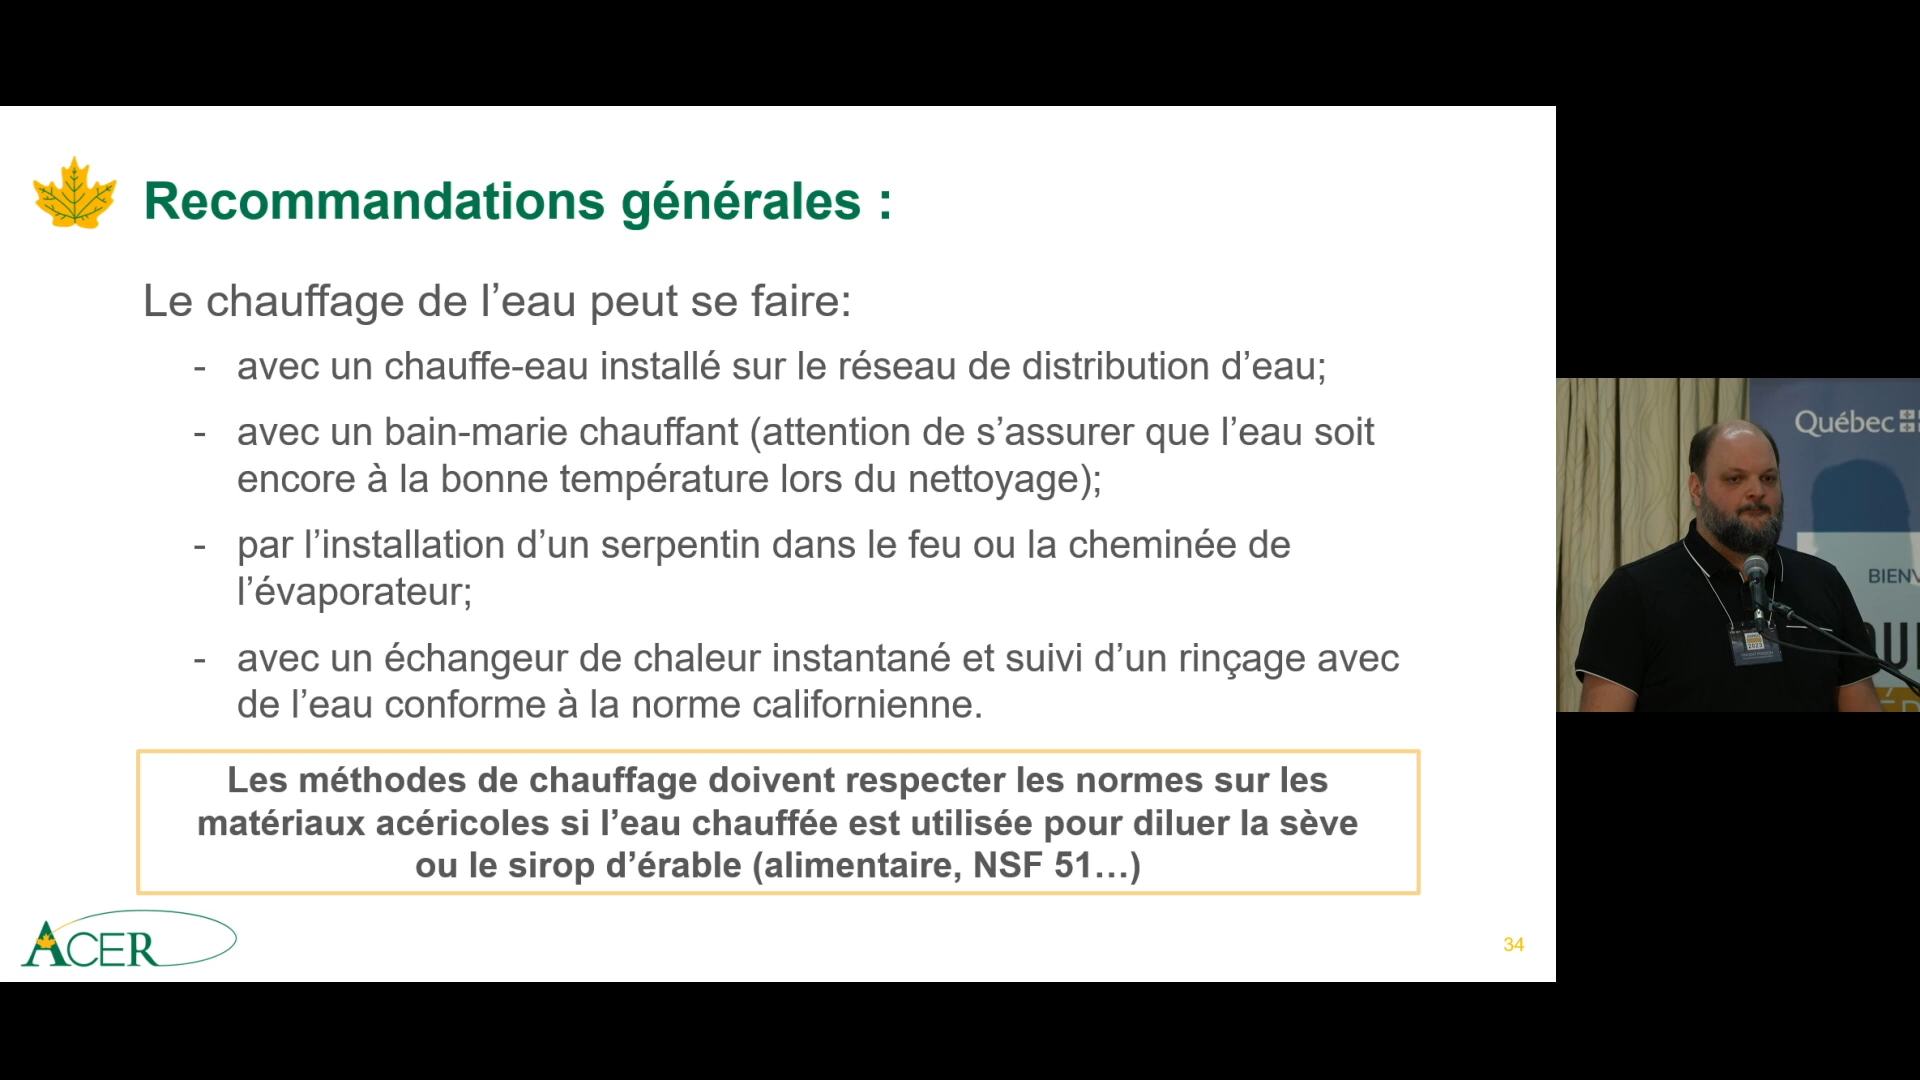 Recommandations générales :
Le chauffage de l’eau peut se faire:
- avec un chauffe-eau installé sur le réseau de distribution d’eau;
- avec un bain-marie chauffant (attention de s’assurer que l’eau soit
encore à la bonne température lors du nettoyage);
- par l’installation d’un serpentin dans le feu ou la cheminée de
l’évaporateur;
- avec un échangeur de chaleur instantané et suivi d’un rinçage avec
de l’eau conforme à la norme californienne.
Les méthodes de chauffage doivent respecter les normes sur les
matériaux acéricoles si l’eau chauffée est utilisée pour diluer la sève
ou le sirop d’érable (alimentaire, NSF 51…)
ACER
34
Québec
BIENV